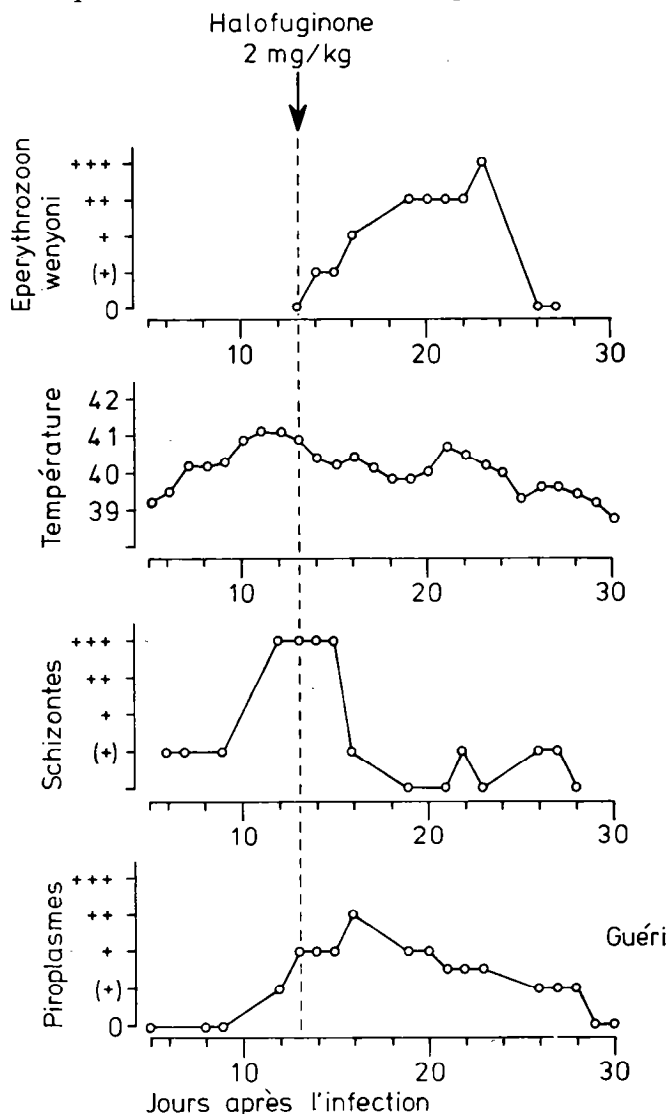 Halofuginone
2 mg/kg
Eperythrozoon
wenyoni
+++
++
+
(+)
0
10 20 30
Température
42
41
40
39
10 20 30
Schizontes
+++
++
+
(+)
10 20 30
Piroplasmes
+++
++
+
(+)
0
Guéri
10 20 30
Jours après l'infection